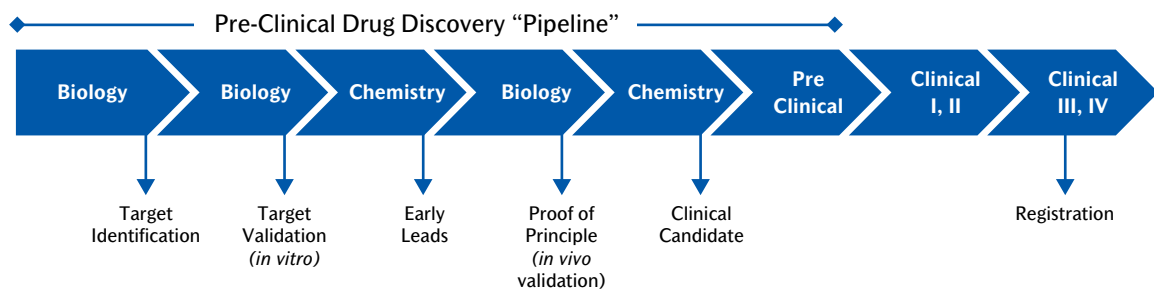 Pre-Clinical Drug Discovery “Pipeline”
Biology
Biology
Chemistry
Biology
Chemistry
Pre
Clinical
Clinical
I, II
Clinical
III, IV
Target
Identification
Target
Validation
(in vitro)
Early
Leads
Proof of
Principle
(in vivo
validation)
Clinical
Candidate
Registration